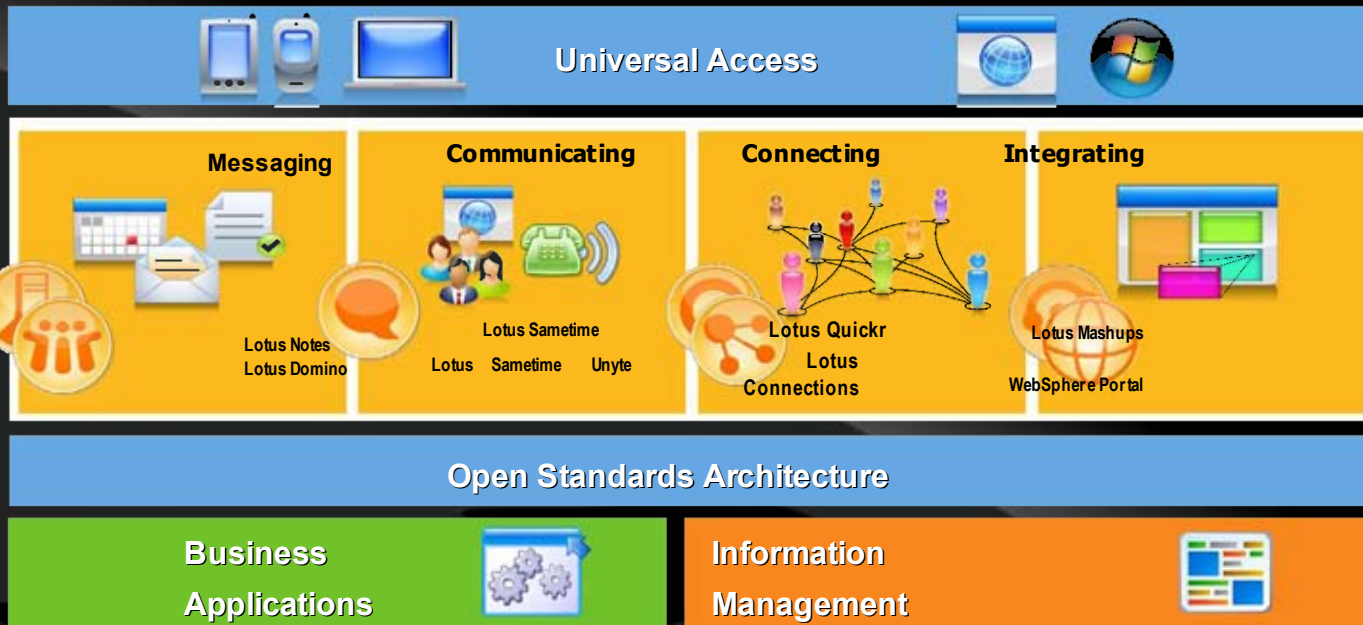 Universal Access
Messaging
Communicating
Connecting
Integrating
Lotus Notes
Lotus Domino
Lotus Sametime
Lotus Sametime Unyte
Lotus Quickr
Lotus
Connections
Lotus Mashups
WebSphere Portal
Open Standards Architecture
Business
Applications
Information
Management